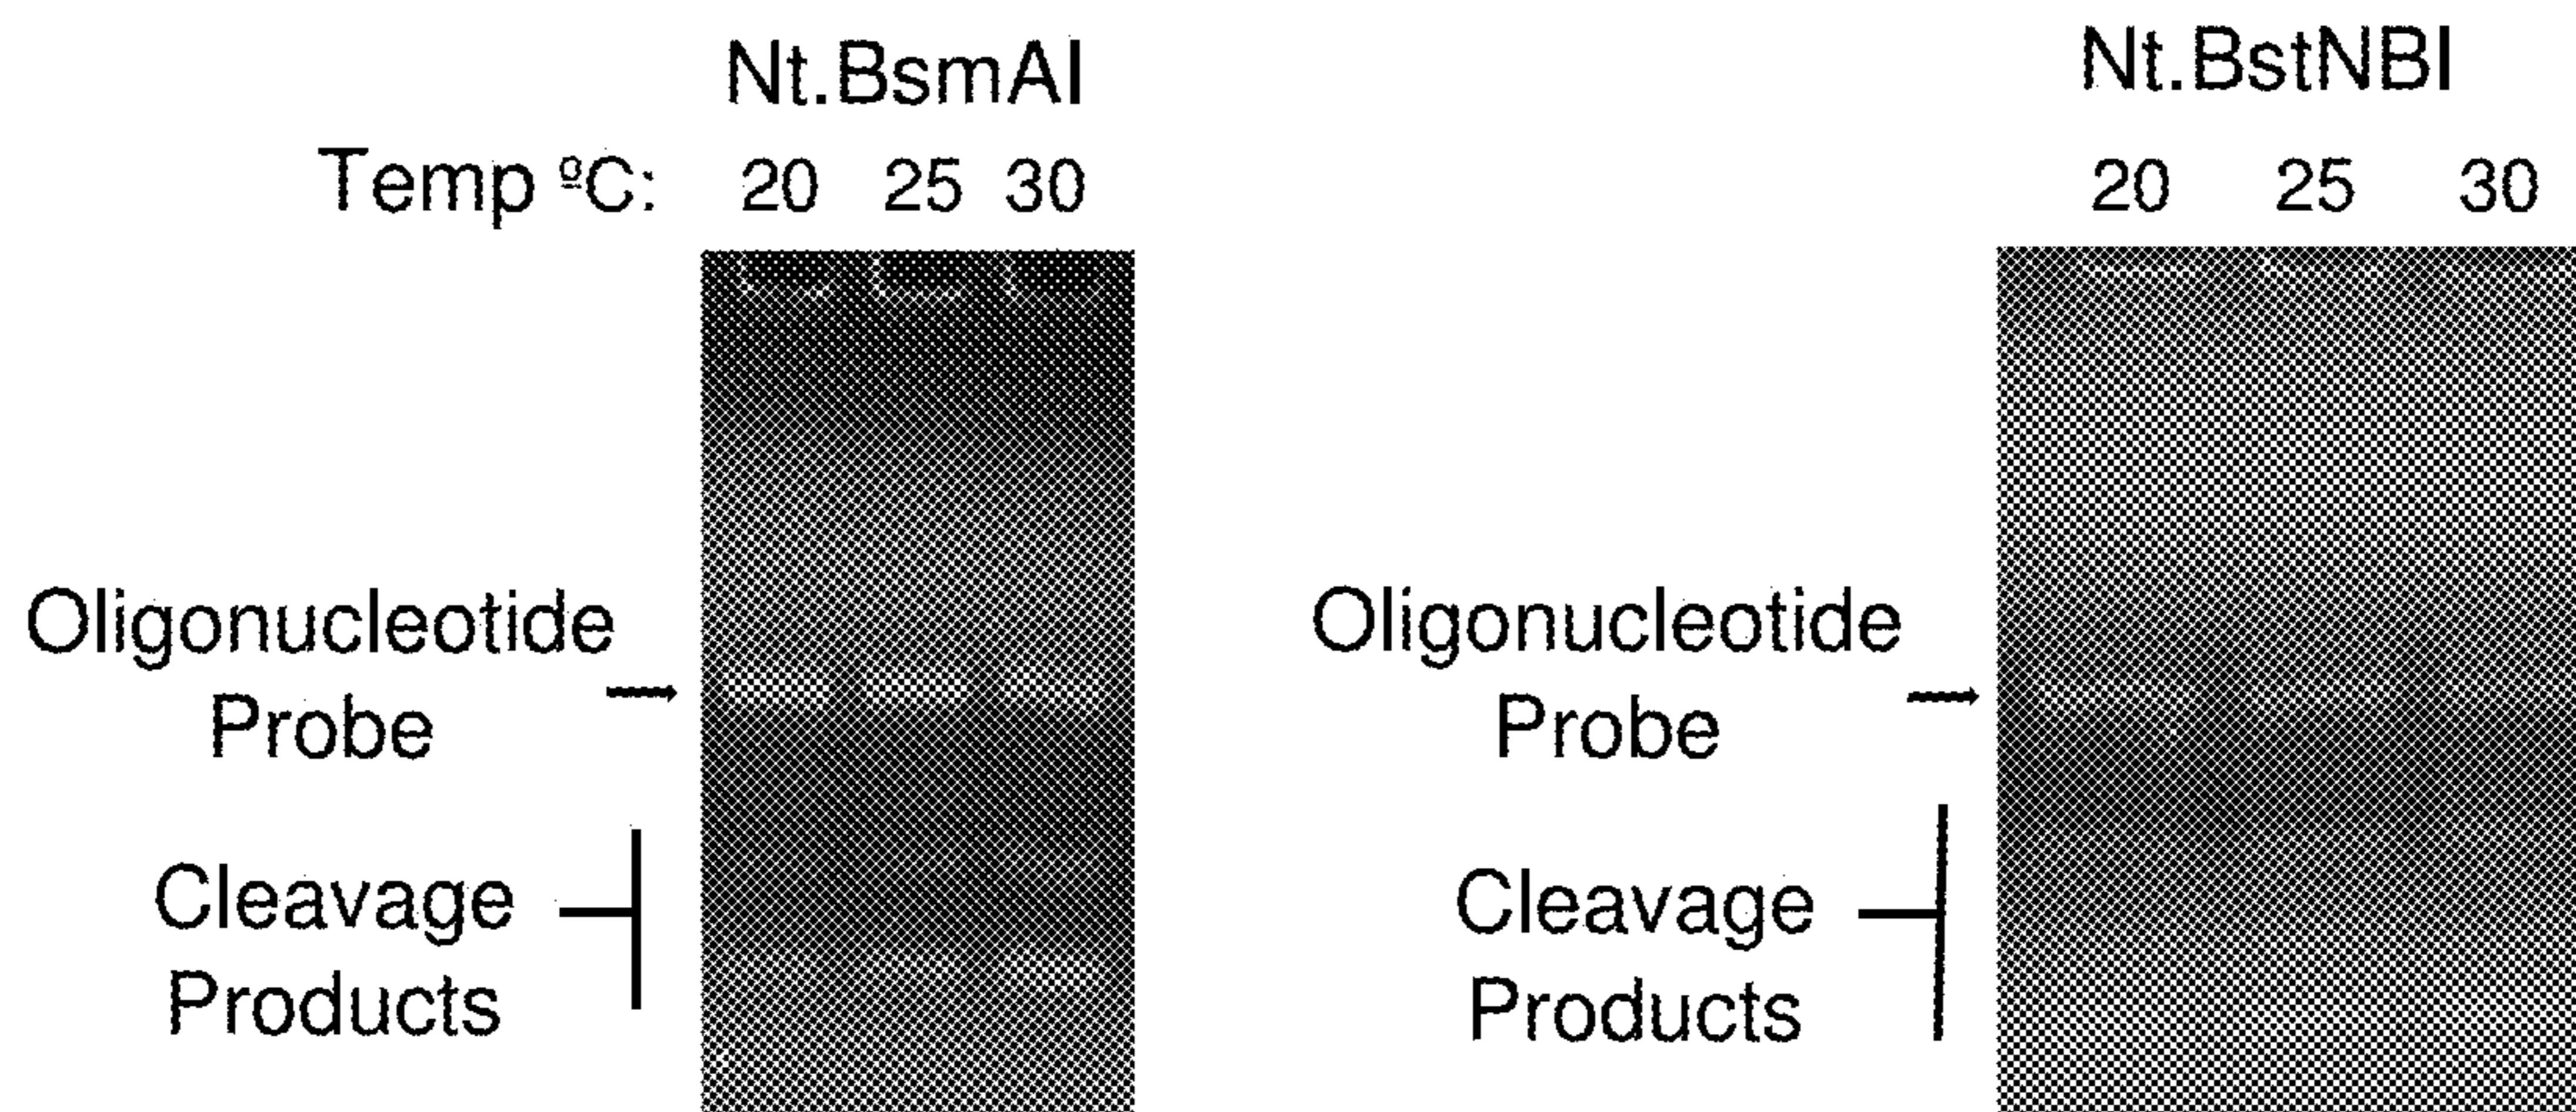 Nt.BsmAI
Temp ºC: 20 25 30
Oligonucleotide
Probe
Cleavage
Products
Nt.BstNBI
20 25 30
Oligonucleotide
Probe
Cleavage
Products